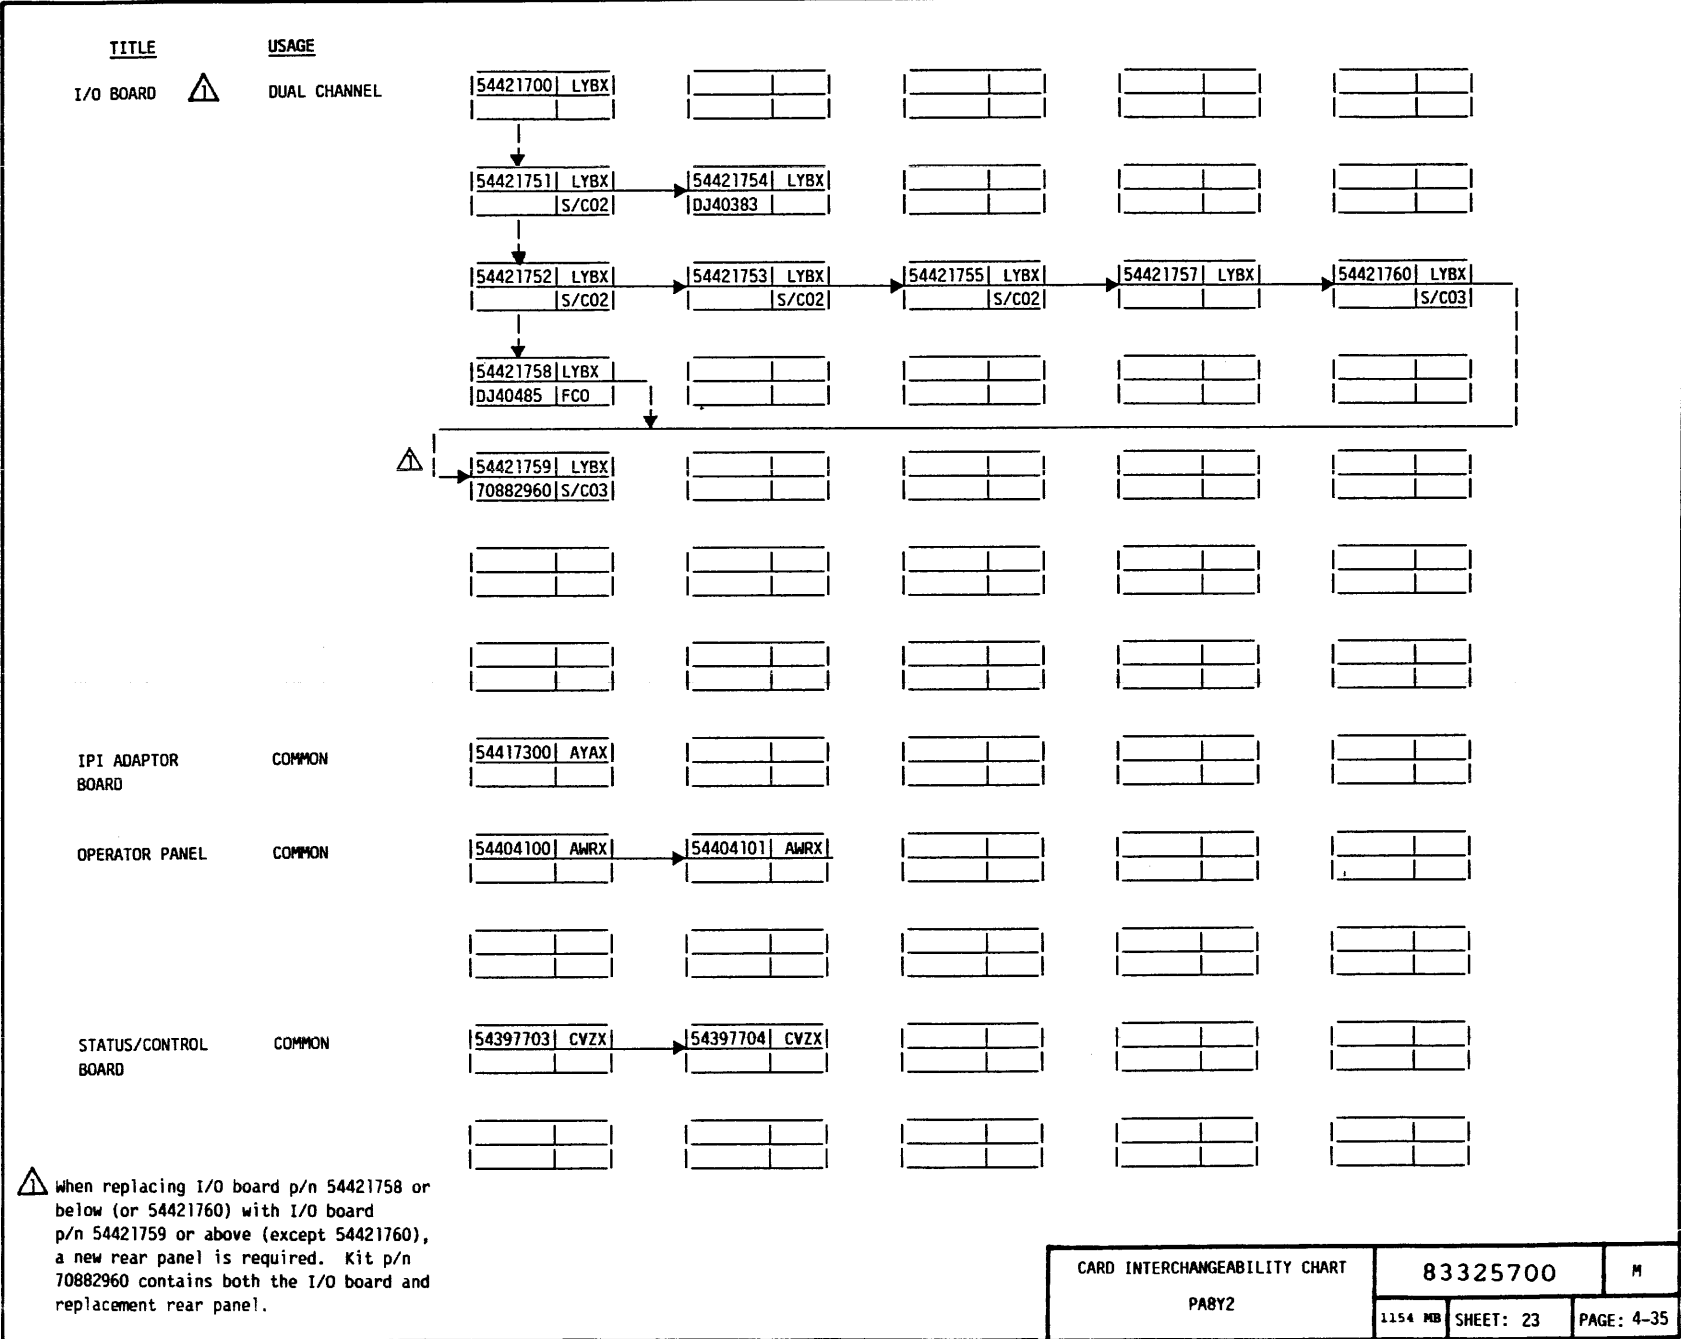 TITLE USAGE
I/O BOARD 1 DUAL CHANNEL 54421700 LYBX
54421751 LYBX 54421754 LYBX
S/C02 DJ40383
54421752 LYBX 54421753 LYBX 54421755 LYBX 54421757 LYBX 54421760 LYBX
S/C02 S/C02 S/C02 S/C03
54421758 LYBX
DJ40485 FCO
1 54421759 LYBX
70882960 S/C03
IPI ADAPTOR COMMON 54417300 AYAX
BOARD
OPERATOR PANEL COMMON 54404100 AWRX 54404101 AWRX
STATUS/CONTROL COMMON 54397703 CVZX 54397704 CVZX
BOARD
1 When replacing I/O board p/n 54421758 or
below (or 54421760) with I/O board
p/n 54421759 or above (except 54421760),
a new rear panel is required. Kit p/n
70882960 contains both the I/O board and
replacement rear panel.
CARD INTERCHANGEABILITY CHART 83325700 M
PA8Y2
1154 MB SHEET: 23 PAGE: 4-35